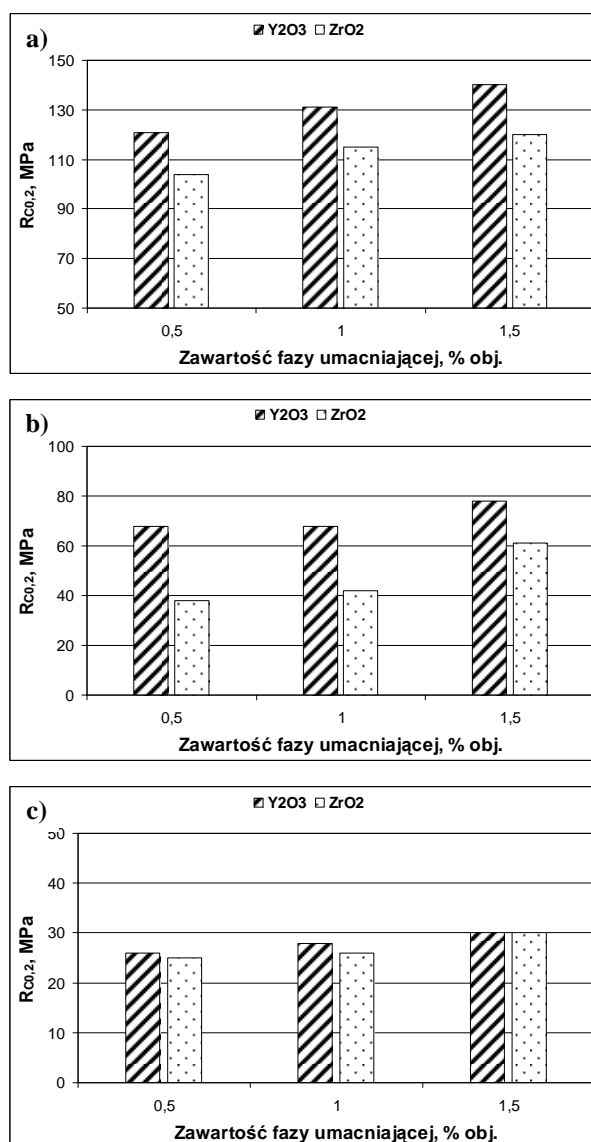 a)
Y2O3 ZrO2
150
130
110
90
70
50
RC0,2, MPa
0,5 1 1,5
Zawartość fazy umacniającej, % obj.
b)
Y2O3 ZrO2
100
80
60
40
20
0
RC0,2, MPa
0,5 1 1,5
Zawartość fazy umacniającej, % obj.
c)
Y2O3 ZrO2
50
40
30
20
10
0
RC0,2, MPa
0,5 1 1,5
Zawartość fazy umacniającej, % obj.